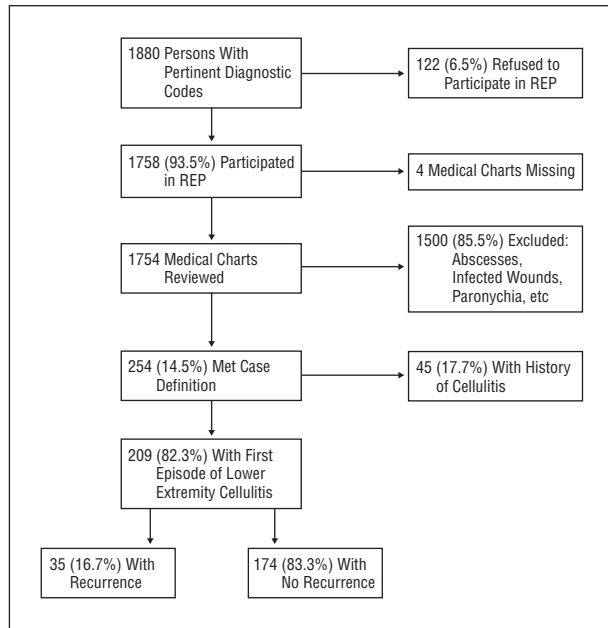 1880 Persons With
Pertinent Diagnostic
Codes
122 (6.5%) Refused to
Participate in REP
1758 (93.5%) Participated
in REP
4 Medical Charts Missing
1754 Medical Charts
Reviewed
1500 (85.5%) Excluded:
Abscesses,
Infected Wounds,
Paronychia, etc
254 (14.5%) Met Case
Definition
45 (17.7%) With History
of Cellulitis
209 (82.3%) With First
Episode of Lower
Extremity Cellulitis
35 (16.7%) With
Recurrence
174 (83.3%) With
No Recurrence